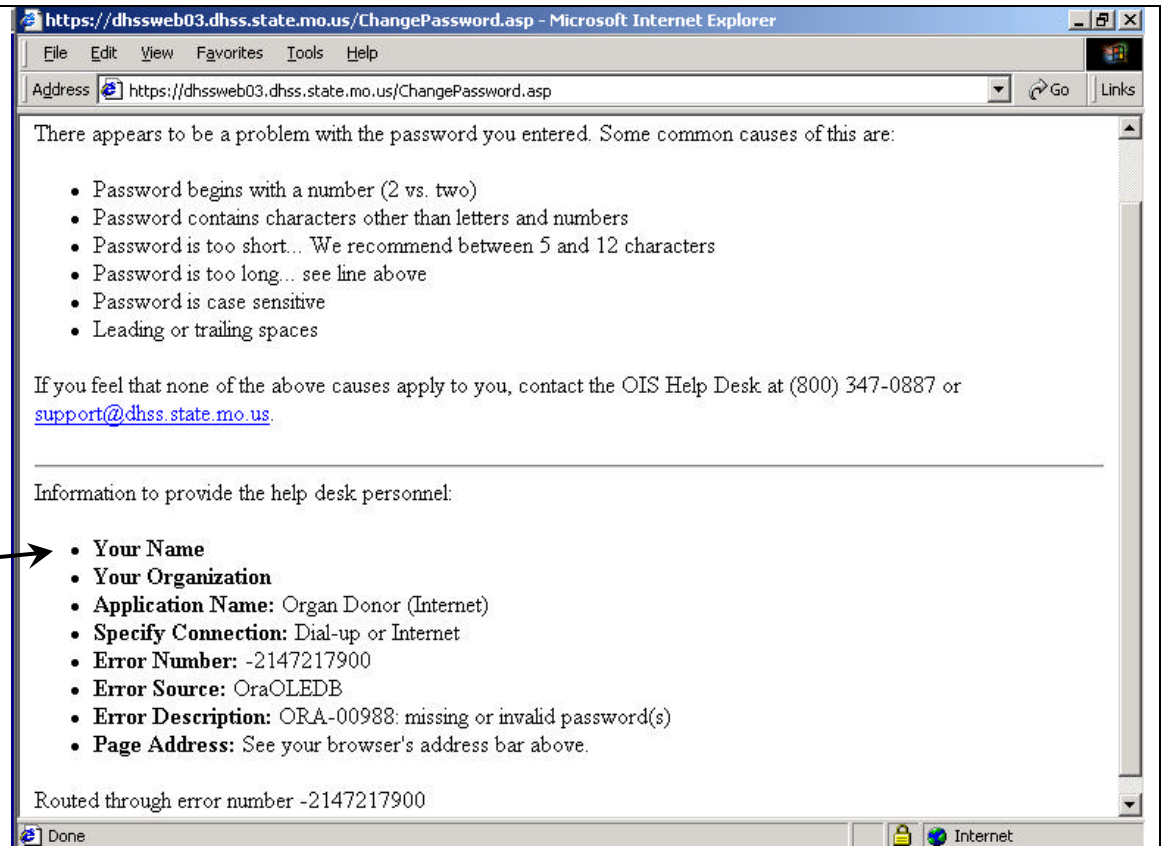 https://dhssweb03.dhss.state.mo.us/ChangePassword.asp - Microsoft Internet Explorer
File Edit View Favorites Tools Help
Address https://dhssweb03.dhss.state.mo.us/ChangePassword.asp Go Links
There appears to be a problem with the password you entered. Some common causes of this are:
• Password begins with a number (2 vs. two)
• Password contains characters other than letters and numbers
• Password is too short... We recommend between 5 and 12 characters
• Password is too long... see line above
• Password is case sensitive
• Leading or trailing spaces
If you feel that none of the above causes apply to you, contact the OIS Help Desk at (800) 347-0887 or
support@dhss.state.mo.us.
Information to provide the help desk personnel:
• Your Name
• Your Organization
• Application Name: Organ Donor (Internet)
• Specify Connection: Dial-up or Internet
• Error Number: -2147217900
• Error Source: OraOLEDB
• Error Description: ORA-00988: missing or invalid password(s)
• Page Address: See your browser's address bar above.
Routed through error number -2147217900
Done Internet